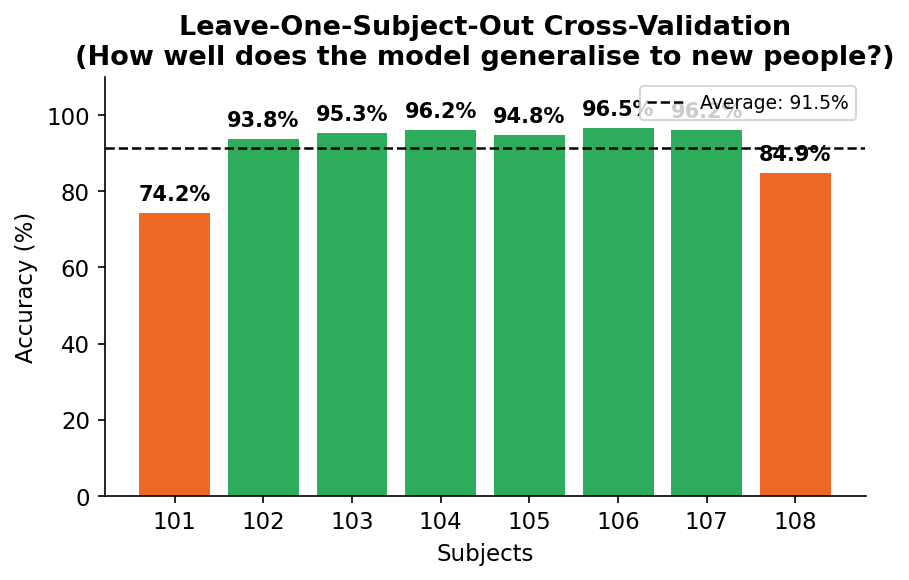 Leave-One-Subject-Out Cross-Validation
(How well does the model generalise to new people?)
Average: 91.5%
74.2%
93.8%
95.3%
96.2%
94.8%
96.5%
96.2%
84.9%
100
80
60
40
20
0
Accuracy (%)
101 102 103 104 105 106 107 108
Subjects